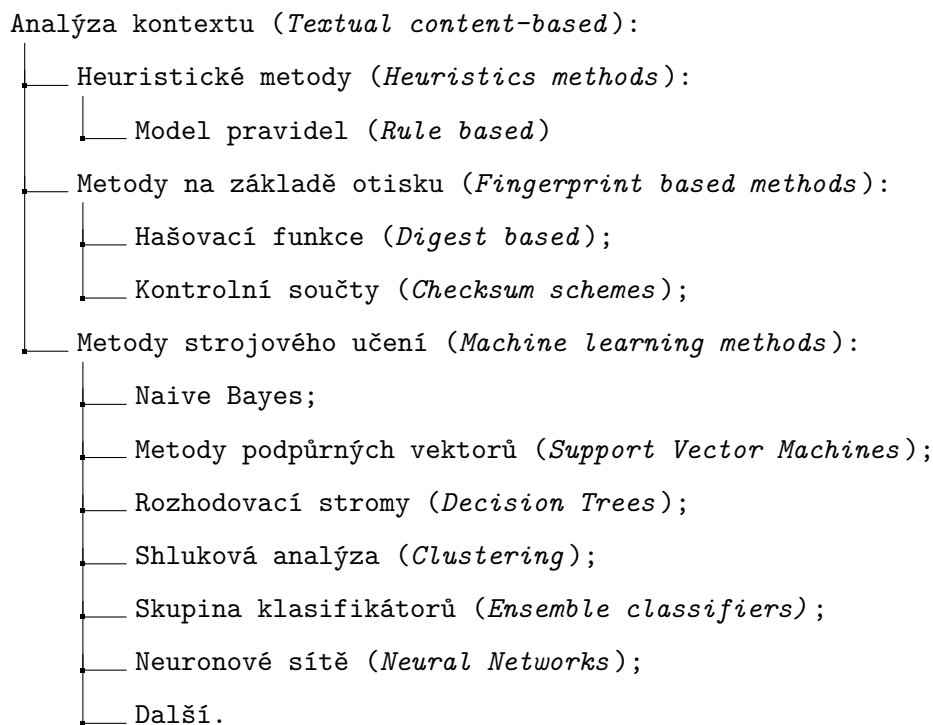 Analýza kontextu (Textual content-based):
Heuristické metody (Heuristics methods):
Model pravidel (Rule based)
Metody na základě otisku (Fingerprint based methods):
Hašovací funkce (Digest based);
Kontrolní součty (Checksum schemes);
Metody strojového učení (Machine learning methods):
Naive Bayes;
Metody podpůrných vektorů (Support Vector Machines);
Rozhodovací stromy (Decision Trees);
Shluková analýza (Clustering);
Skupina klasifikátorů (Ensemble classifiers);
Neuronové sítě (Neural Networks);
Další.